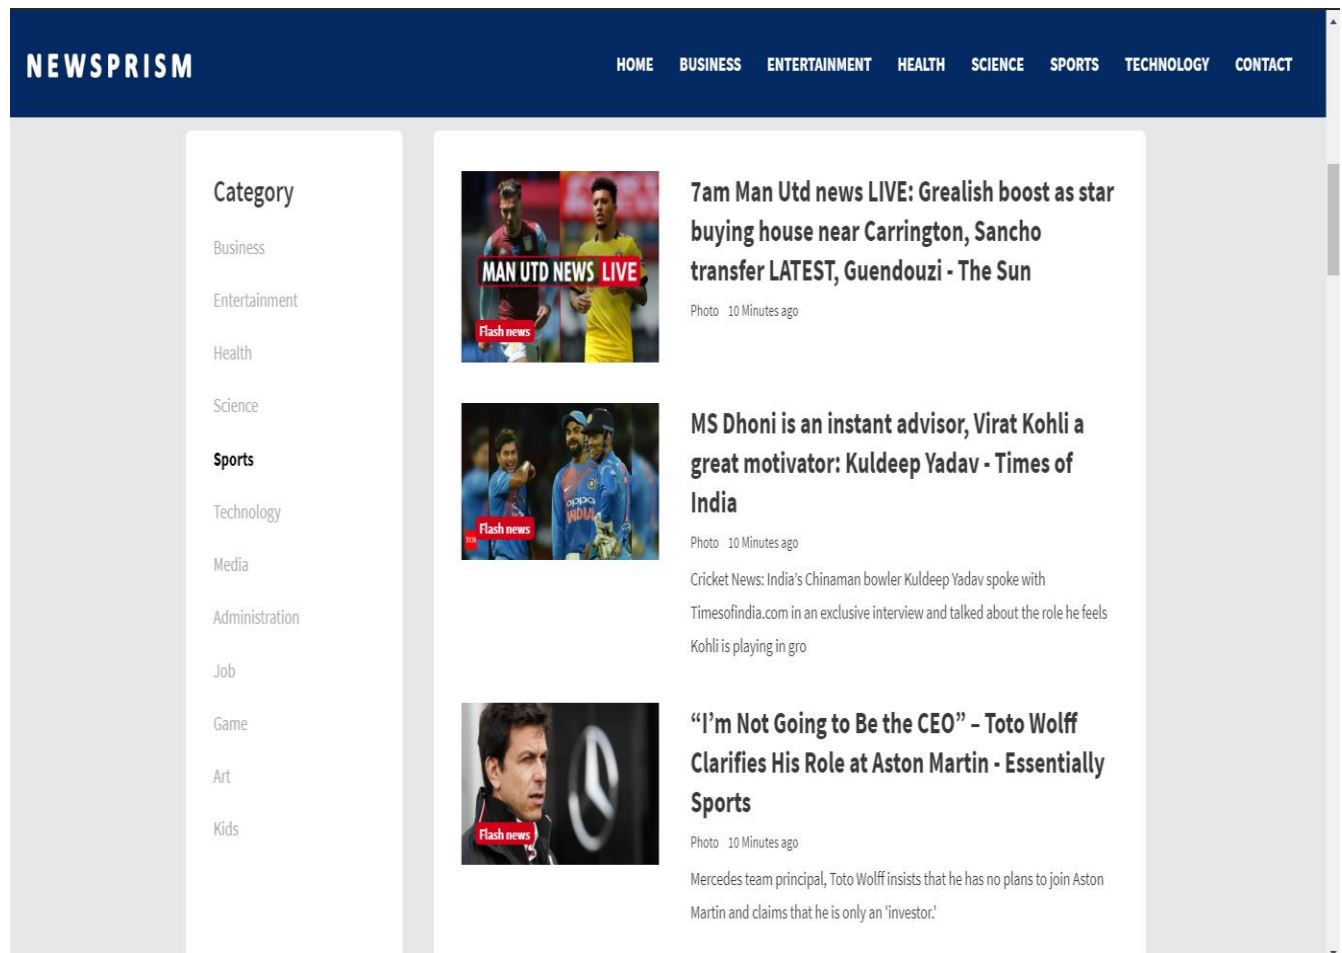 NEWSPRISM
HOME BUSINESS ENTERTAINMENT HEALTH SCIENCE SPORTS TECHNOLOGY CONTACT
Category
Business
Entertainment
Health
Science
Sports
Technology
Media
Administration
Job
Game
Art
Kids
MAN UTD NEWS LIVE
Flash news
7am Man Utd news LIVE: Grealish boost as star
buying house near Carrington, Sancho
transfer LATEST, Guendouzi - The Sun
Photo 10 Minutes ago
oppo
INDIA
TOI
Flash news
MS Dhoni is an instant advisor, Virat Kohli a
great motivator: Kuldeep Yadav - Times of
India
Photo 10 Minutes ago
Cricket News: India's Chinaman bowler Kuldeep Yadav spoke with
Timesofindia.com in an exclusive interview and talked about the role he feels
Kohli is playing in gro
Flash news
“I’m Not Going to Be the CEO” – Toto Wolff
Clarifies His Role at Aston Martin - Essentially
Sports
Photo 10 Minutes ago
Mercedes team principal, Toto Wolff insists that he has no plans to join Aston
Martin and claims that he is only an 'investor.'